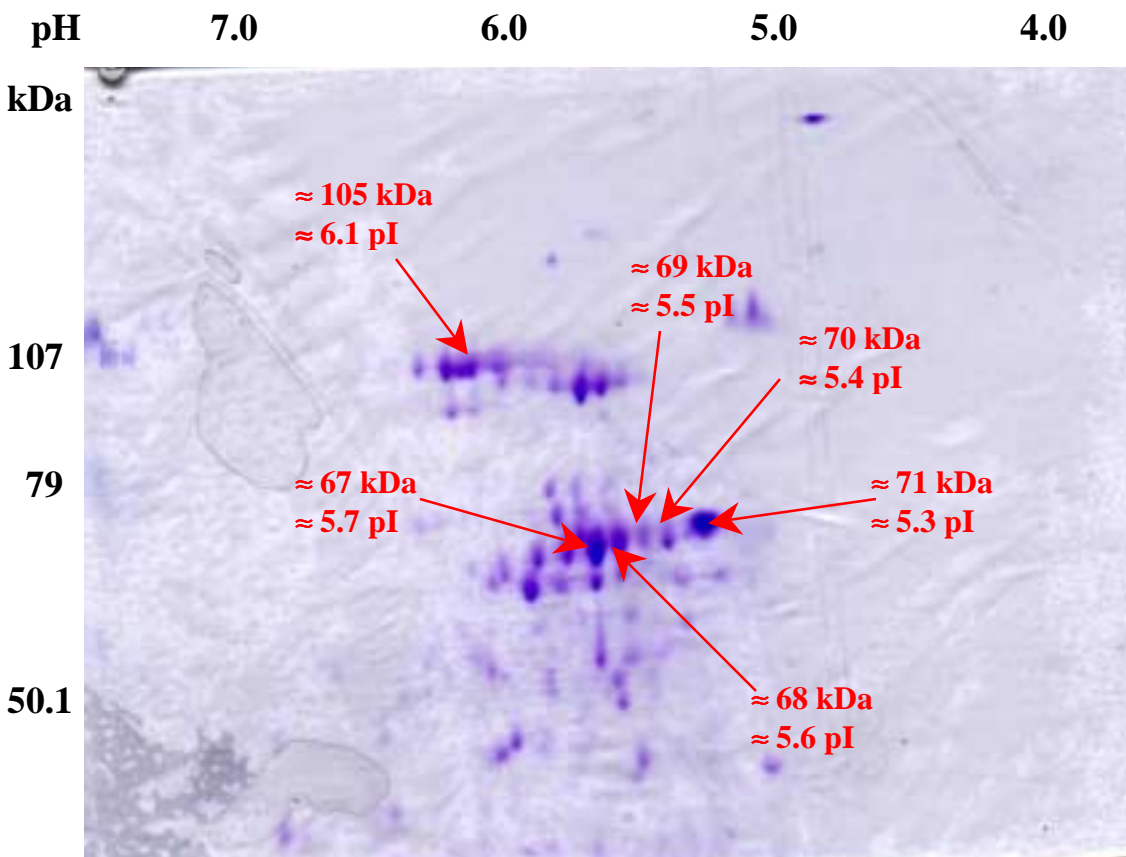 pH 7.0 6.0 5.0 4.0
kDa
≈ 105 kDa
≈ 6.1 pI
≈ 69 kDa
≈ 5.5 pI
≈ 70 kDa
≈ 5.4 pI
107
79
≈ 67 kDa
≈ 5.7 pI
≈ 71 kDa
≈ 5.3 pI
50.1
≈ 68 kDa
≈ 5.6 pI